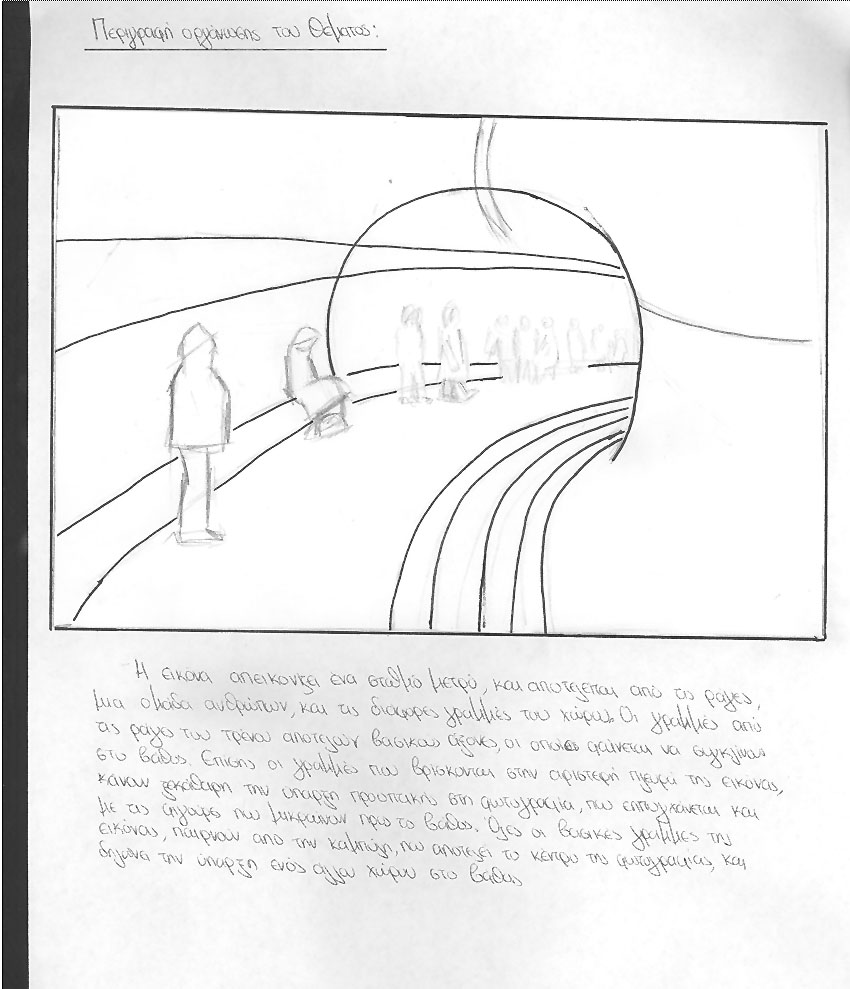 Περιγραφή οργάνωσης του Θέματος:
Η εικόνα απεικονίζει ένα σταθμό μετρό, και αποτελείται από τις ράγες,
μια ομάδα ανθρώπων, και τις διάφορες γραμμές του χώρου. Οι γραμμές από
τις ράγες του τρένου αποτελούν βασικούς άξονες, οι οποίοι φαίνεται να συγκλίνουν
στο βάθος. Επίσης οι γραμμές που βρίσκονται στην αριστερή πλευρά της εικόνας,
κάνουν ξεκάθαρη την ύπαρξη προοπτικής στη φωτογραφία, που επιτυγχάνεται και
με τις φιγούρες που μικραίνουν προς το βάθος. Όλες οι βασικές γραμμές της
εικόνας, παιρνούν από την καμπύλη, που αποτελεί το κέντρο της φωτογραφίας, και
δηλώνει την ύπαρξη ενός άλλου χώρου στο βάθος